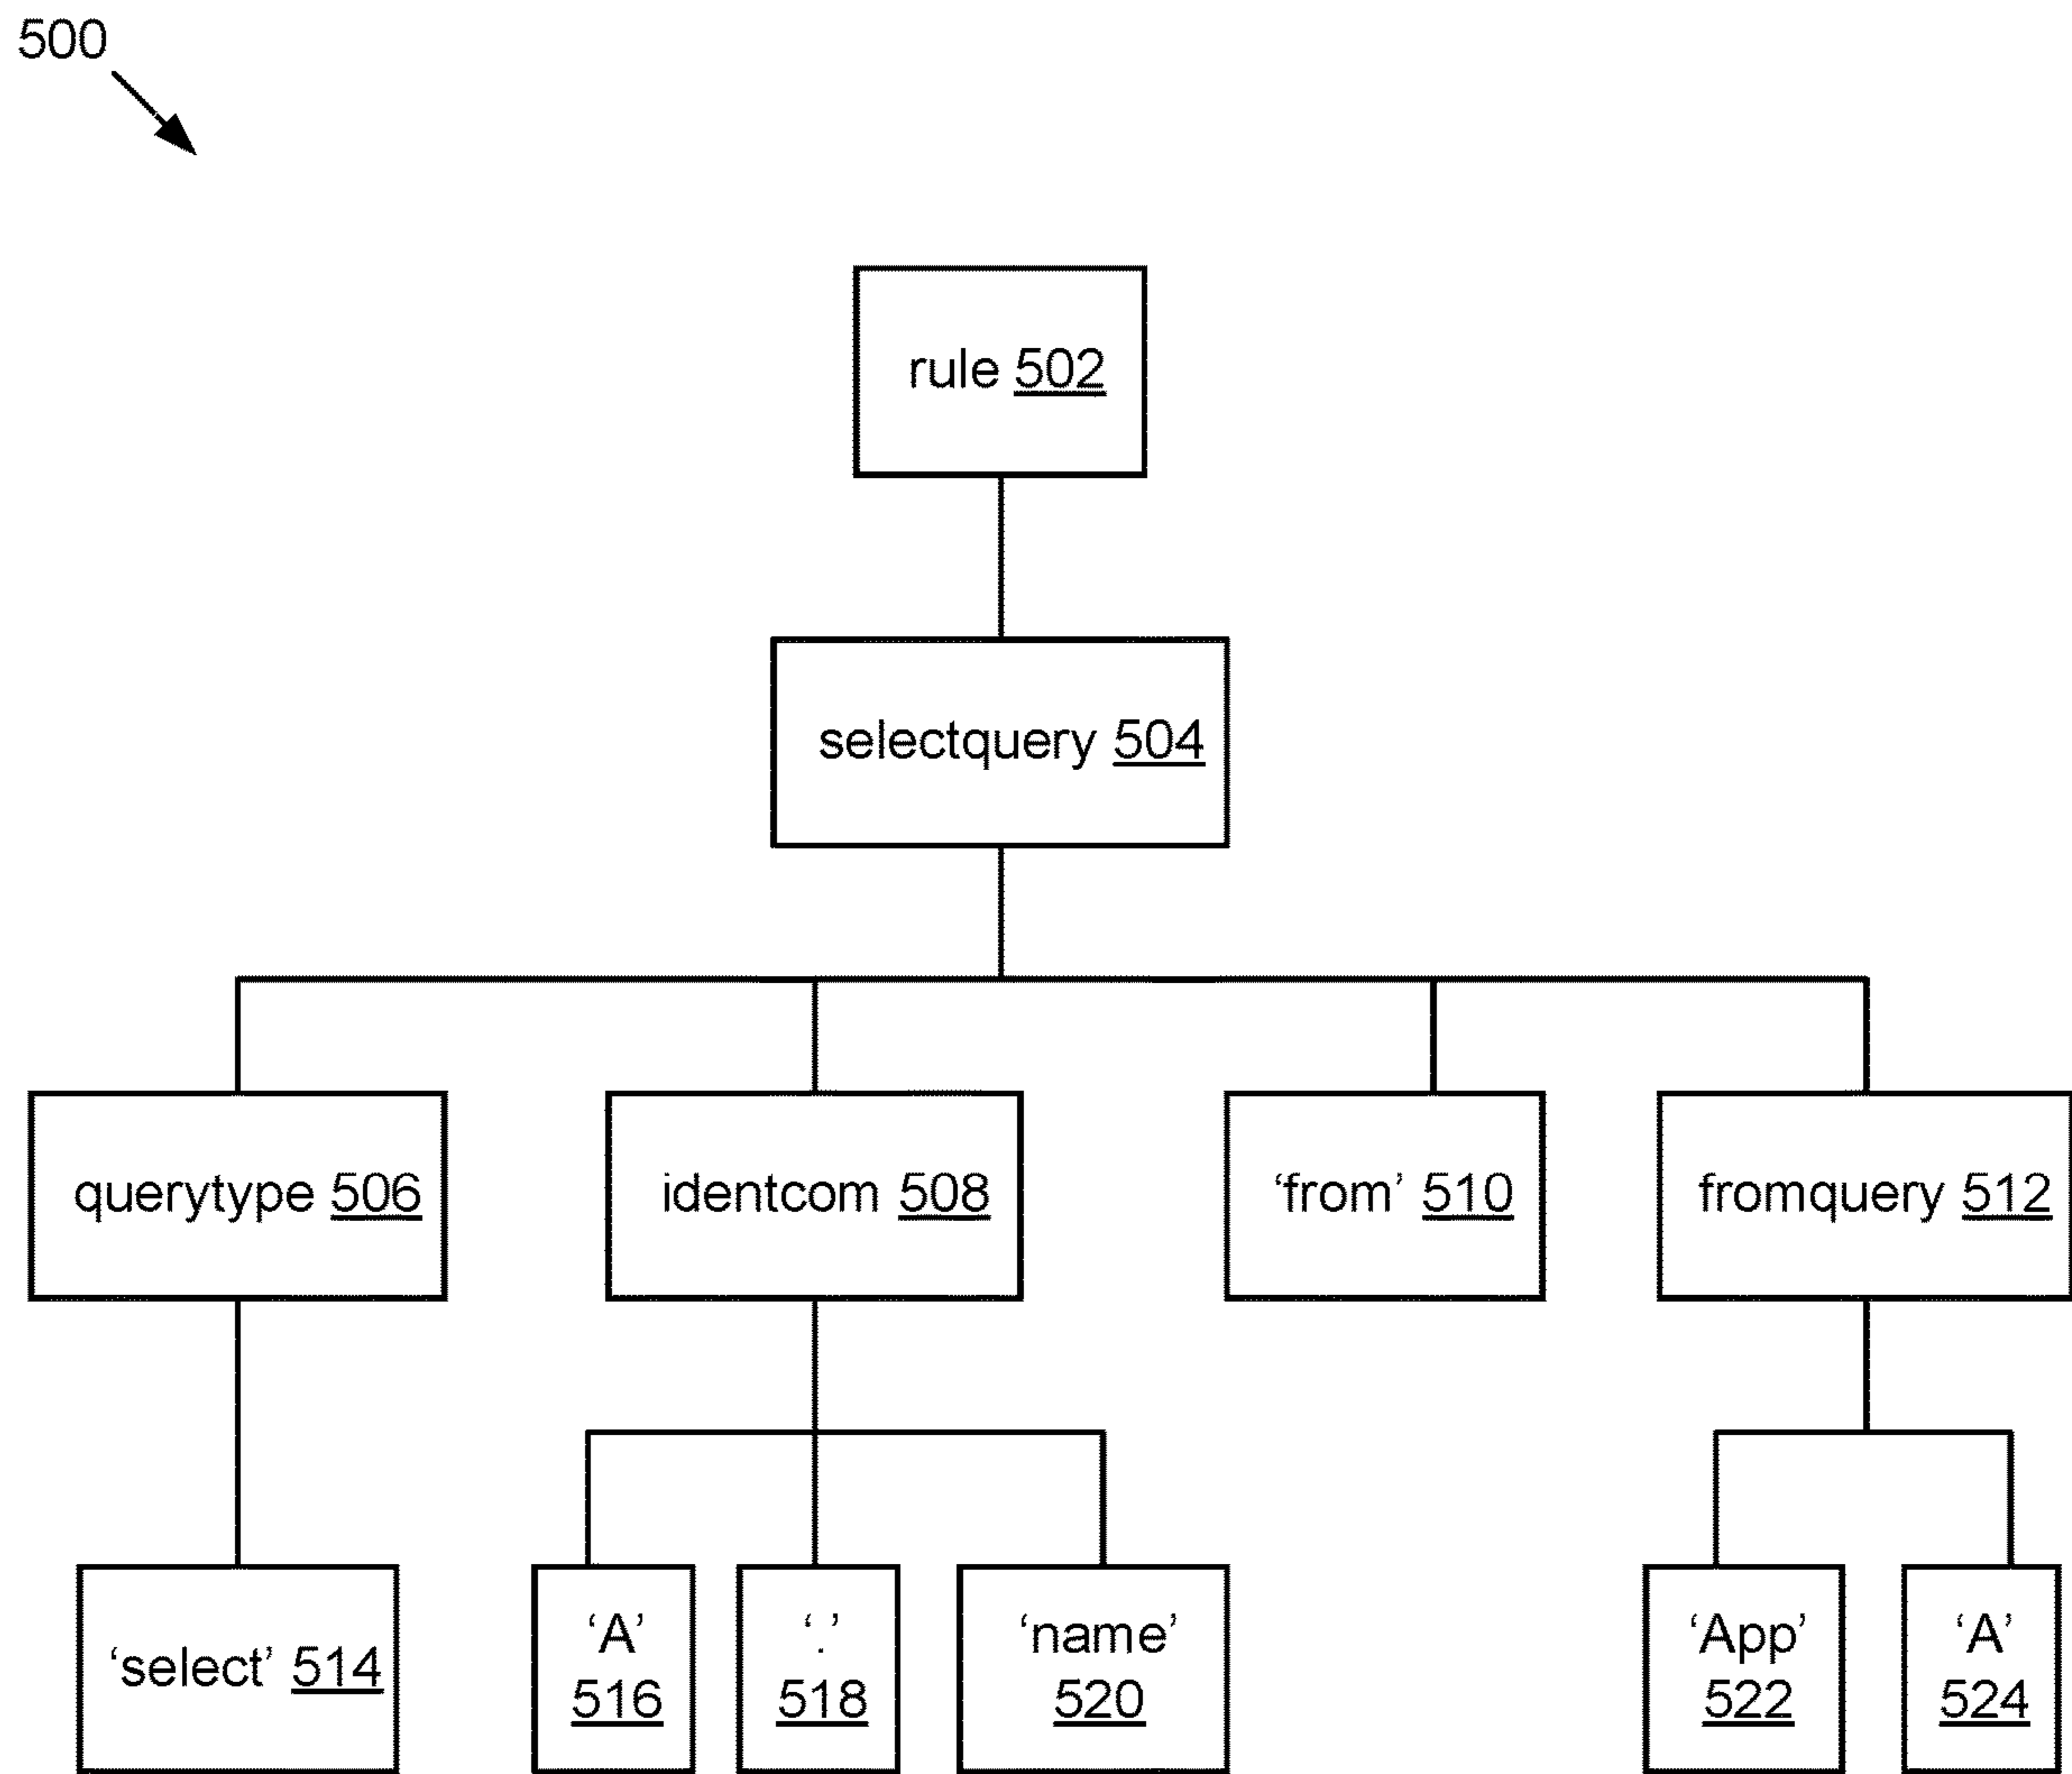 500
rule 502
selectquery 504
querytype 506
identcom 508
‘from’ 510
fromquery 512
‘select’ 514
‘A’
516
‘.’
518
‘name’
520
‘App’
522
‘A’
524